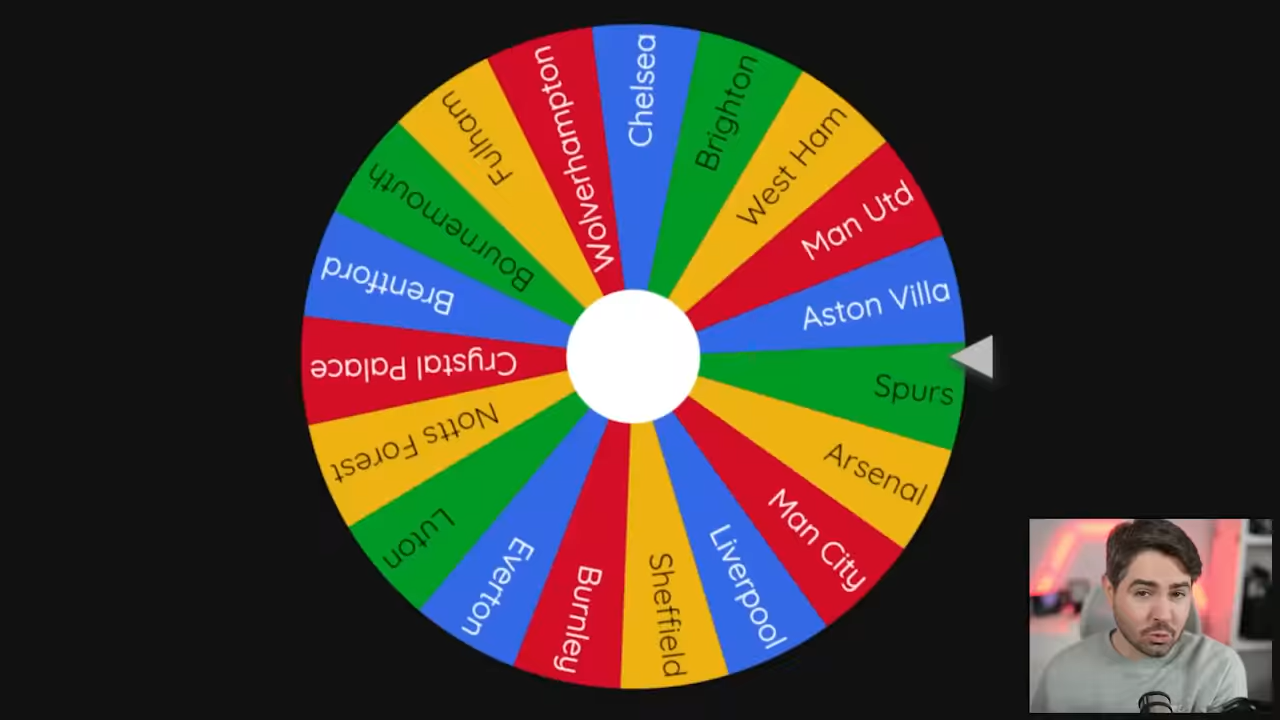 Chelsea
Brighton
West Ham
Man Utd
Aston Villa
Spurs
Arsenal
Man City
Liverpool
Sheffield
Burnley
Everton
Luton
Notts Forest
Crystal Palace
Brentford
Bournemouth
Fulham
Wolverhampton